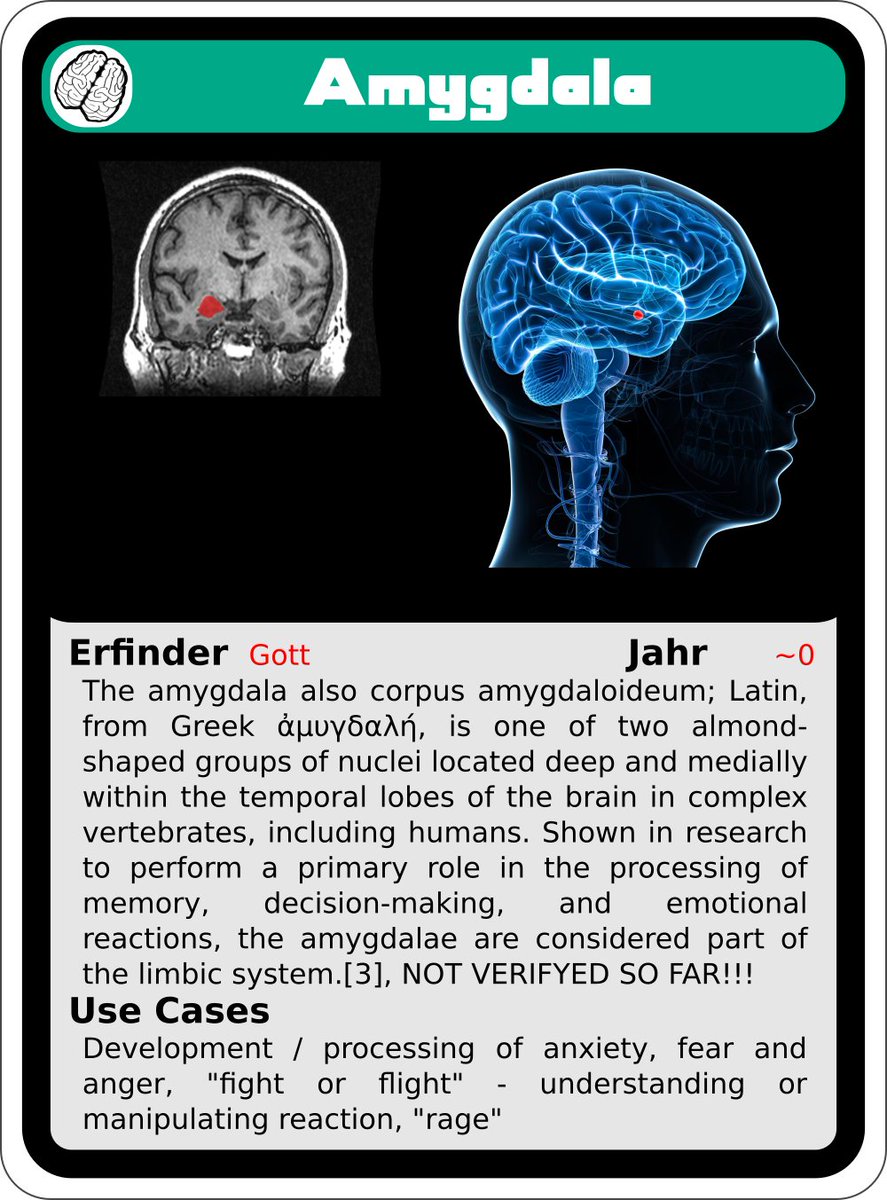 Amygdala
Erfinder Gott Jahr ~0
The amygdala also corpus amygdaloideum; Latin,
from Greek ἀμυγδαλή, is one of two almond-
shaped groups of nuclei located deep and medially
within the temporal lobes of the brain in complex
vertebrates, including humans. Shown in research
to perform a primary role in the processing of
memory, decision-making, and emotional
reactions, the amygdalae are considered part of
the limbic system.[3], NOT VERIFYED SO FAR!!!
Use Cases
Development / processing of anxiety, fear and
anger, "fight or flight" - understanding or
manipulating reaction, "rage"